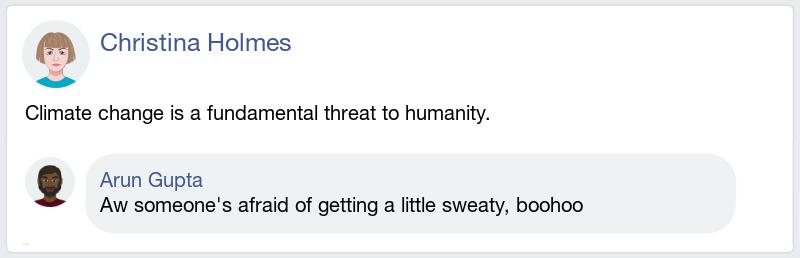 Christina Holmes
Climate change is a fundamental threat to humanity.
Arun Gupta
Aw someone's afraid of getting a little sweaty, boohoo